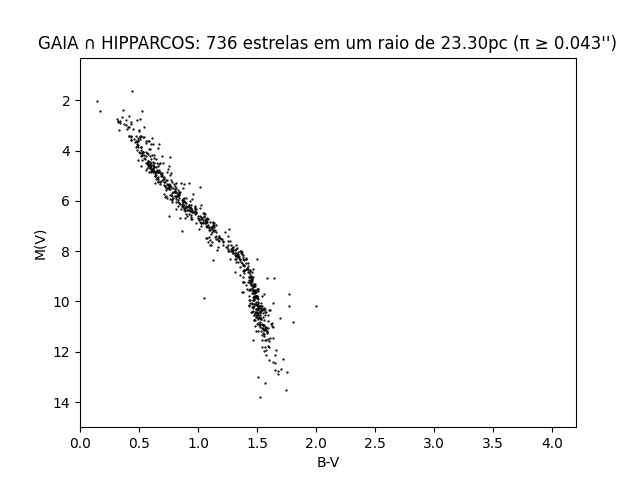 GAIA ∩ HIPPARCOS: 736 estrelas em um raio de 23.30pc (π ≥ 0.043'')
2
4
6
8
10
12
14
M(V)
0.0 0.5 1.0 1.5 2.0 2.5 3.0 3.5 4.0
B-V